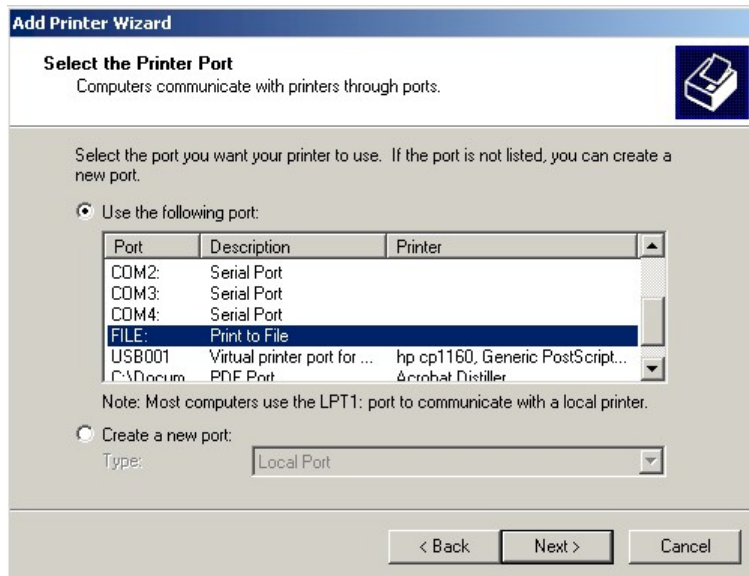 Add Printer Wizard
Select the Printer Port
Computers communicate with printers through ports.
Select the port you want your printer to use. If the port is not listed, you can create a
new port.
Use the following port:
Port Description Printer
COM2: Serial Port
COM3: Serial Port
COM4: Serial Port
FILE: Print to File
USB001 Virtual printer port for ... hp cp1160, Generic PostScript...
C:\Docum... PDF Port Acrobat Distiller
Note: Most computers use the LPT1: port to communicate with a local printer.
Create a new port:
Type: Local Port
< Back Next > Cancel